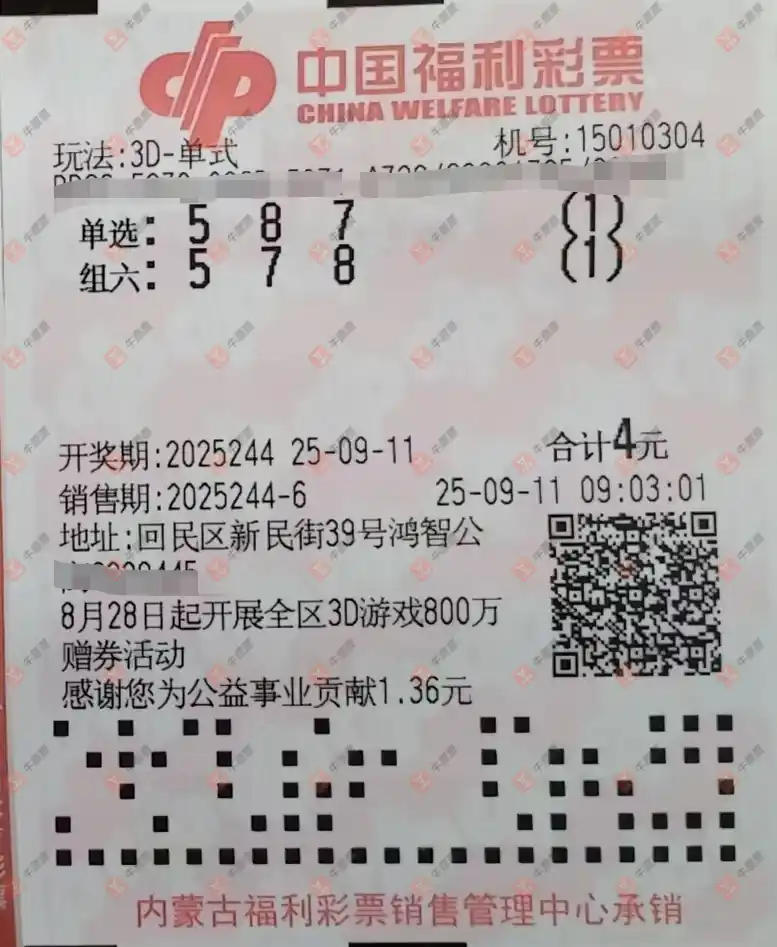 中国福利彩票
CHINA WELFARE LOTTERY
玩法:3D-单式 机号:15010304
单选: 5 8 7 (1)
组六: 5 7 8 (1)
开奖期:2025244 25-09-11 合计4元
销售期:2025244-6 25-09-11 09:03:01
地址:回民区新民街39号鸿智公
8月28日起开展全区3D游戏800万
赠券活动
感谢您为公益事业贡献1.36元
内蒙古福利彩票销售管理中心承销